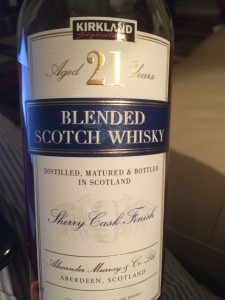 KIRKLAND
Signature
Aged 21 Years
BLENDED
SCOTCH WHISKY
DISTILLED, MATURED & BOTTLED
IN SCOTLAND
Sherry Cask Finish
Alexander Murray & Co. Ltd
ABERDEEN, SCOTLAND